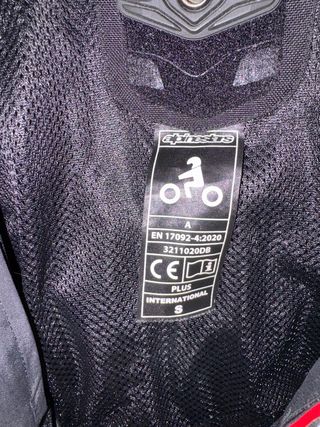 alpinestars
A
EN 17092-4:2020
3211020DB
CE
PLUS
INTERNATIONAL
S